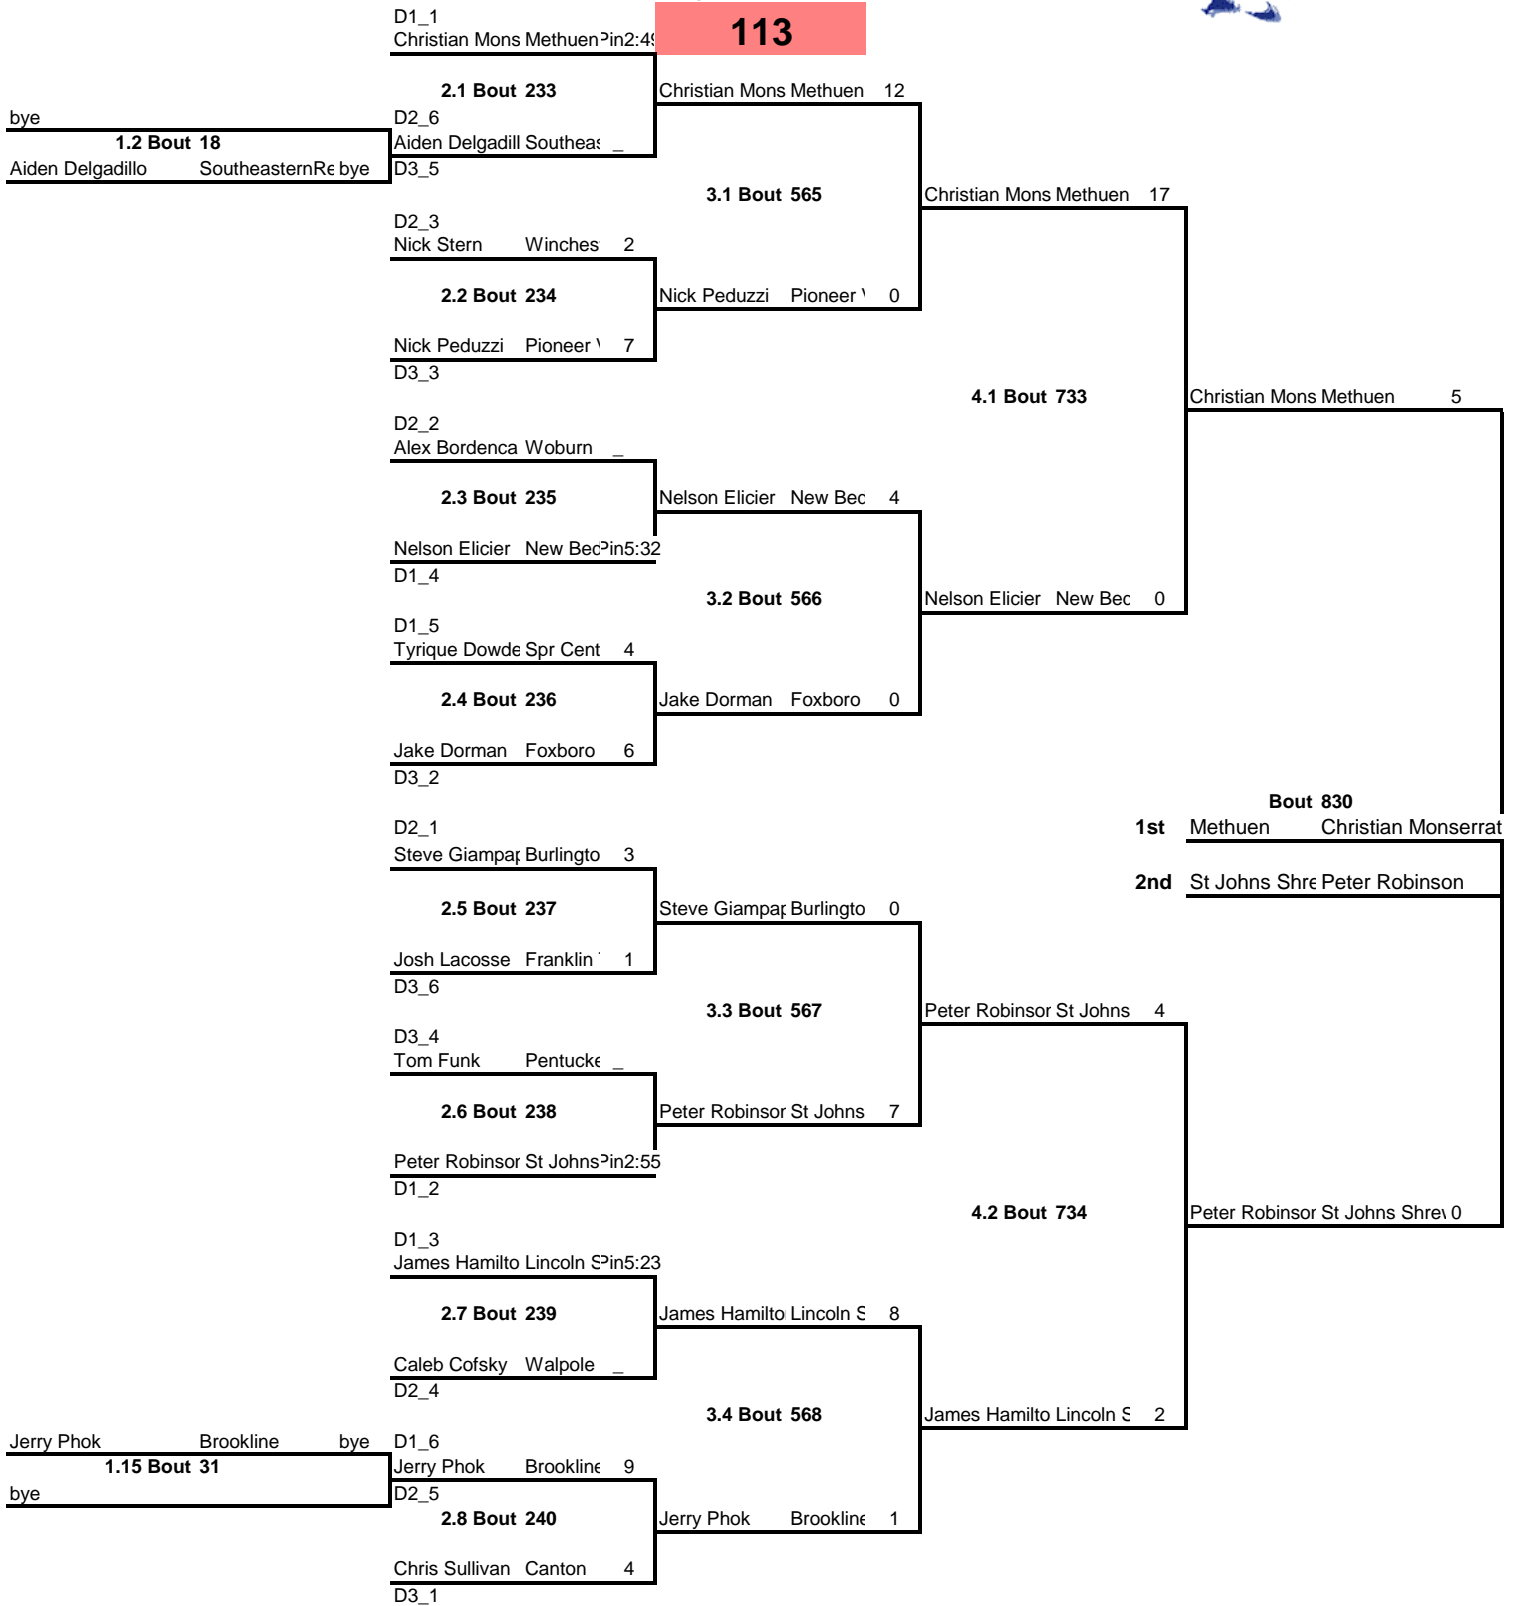 D1_1
113
Christian Mons Methuen Pin2:49
2.1 Bout 233
Christian Mons Methuen 12
bye
D2_6
1.2 Bout 18
Aiden Delgadill Southeas _
Aiden Delgadillo SoutheasternRe bye
D3_5
3.1 Bout 565
Christian Mons Methuen 17
D2_3
Nick Stern Winches 2
2.2 Bout 234
Nick Peduzzi Pioneer V 0
Nick Peduzzi Pioneer V 7
D3_3
4.1 Bout 733
Christian Mons Methuen 5
D2_2
Alex Bordenca Woburn _
2.3 Bout 235
Nelson Elicier New Bec 4
Nelson Elicier New Bec Pin5:32
D1_4
3.2 Bout 566
Nelson Elicier New Bec 0
D1_5
Tyrique Dowde Spr Cent 4
2.4 Bout 236
Jake Dorman Foxboro 0
Jake Dorman Foxboro 6
D3_2
Bout 830
D2_1
1st Methuen Christian Monserrat
Steve Giampap Burlingto 3
2nd St Johns Shre Peter Robinson
2.5 Bout 237
Steve Giampap Burlingto 0
Josh Lacosse Franklin 1
D3_6
3.3 Bout 567
Peter Robinsor St Johns 4
D3_4
Tom Funk Pentucke _
2.6 Bout 238
Peter Robinsor St Johns 7
Peter Robinsor St Johns Pin2:55
D1_2
4.2 Bout 734
Peter Robinsor St Johns Shrev 0
D1_3
James Hamilto Lincoln S Pin5:23
2.7 Bout 239
James Hamilto Lincoln S 8
Caleb Cofsky Walpole _
D2_4
3.4 Bout 568
James Hamilto Lincoln S 2
Jerry Phok Brookline bye
D1_6
1.15 Bout 31
Jerry Phok Brookline 9
bye
D2_5
2.8 Bout 240
Jerry Phok Brookline 1
Chris Sullivan Canton 4
D3_1